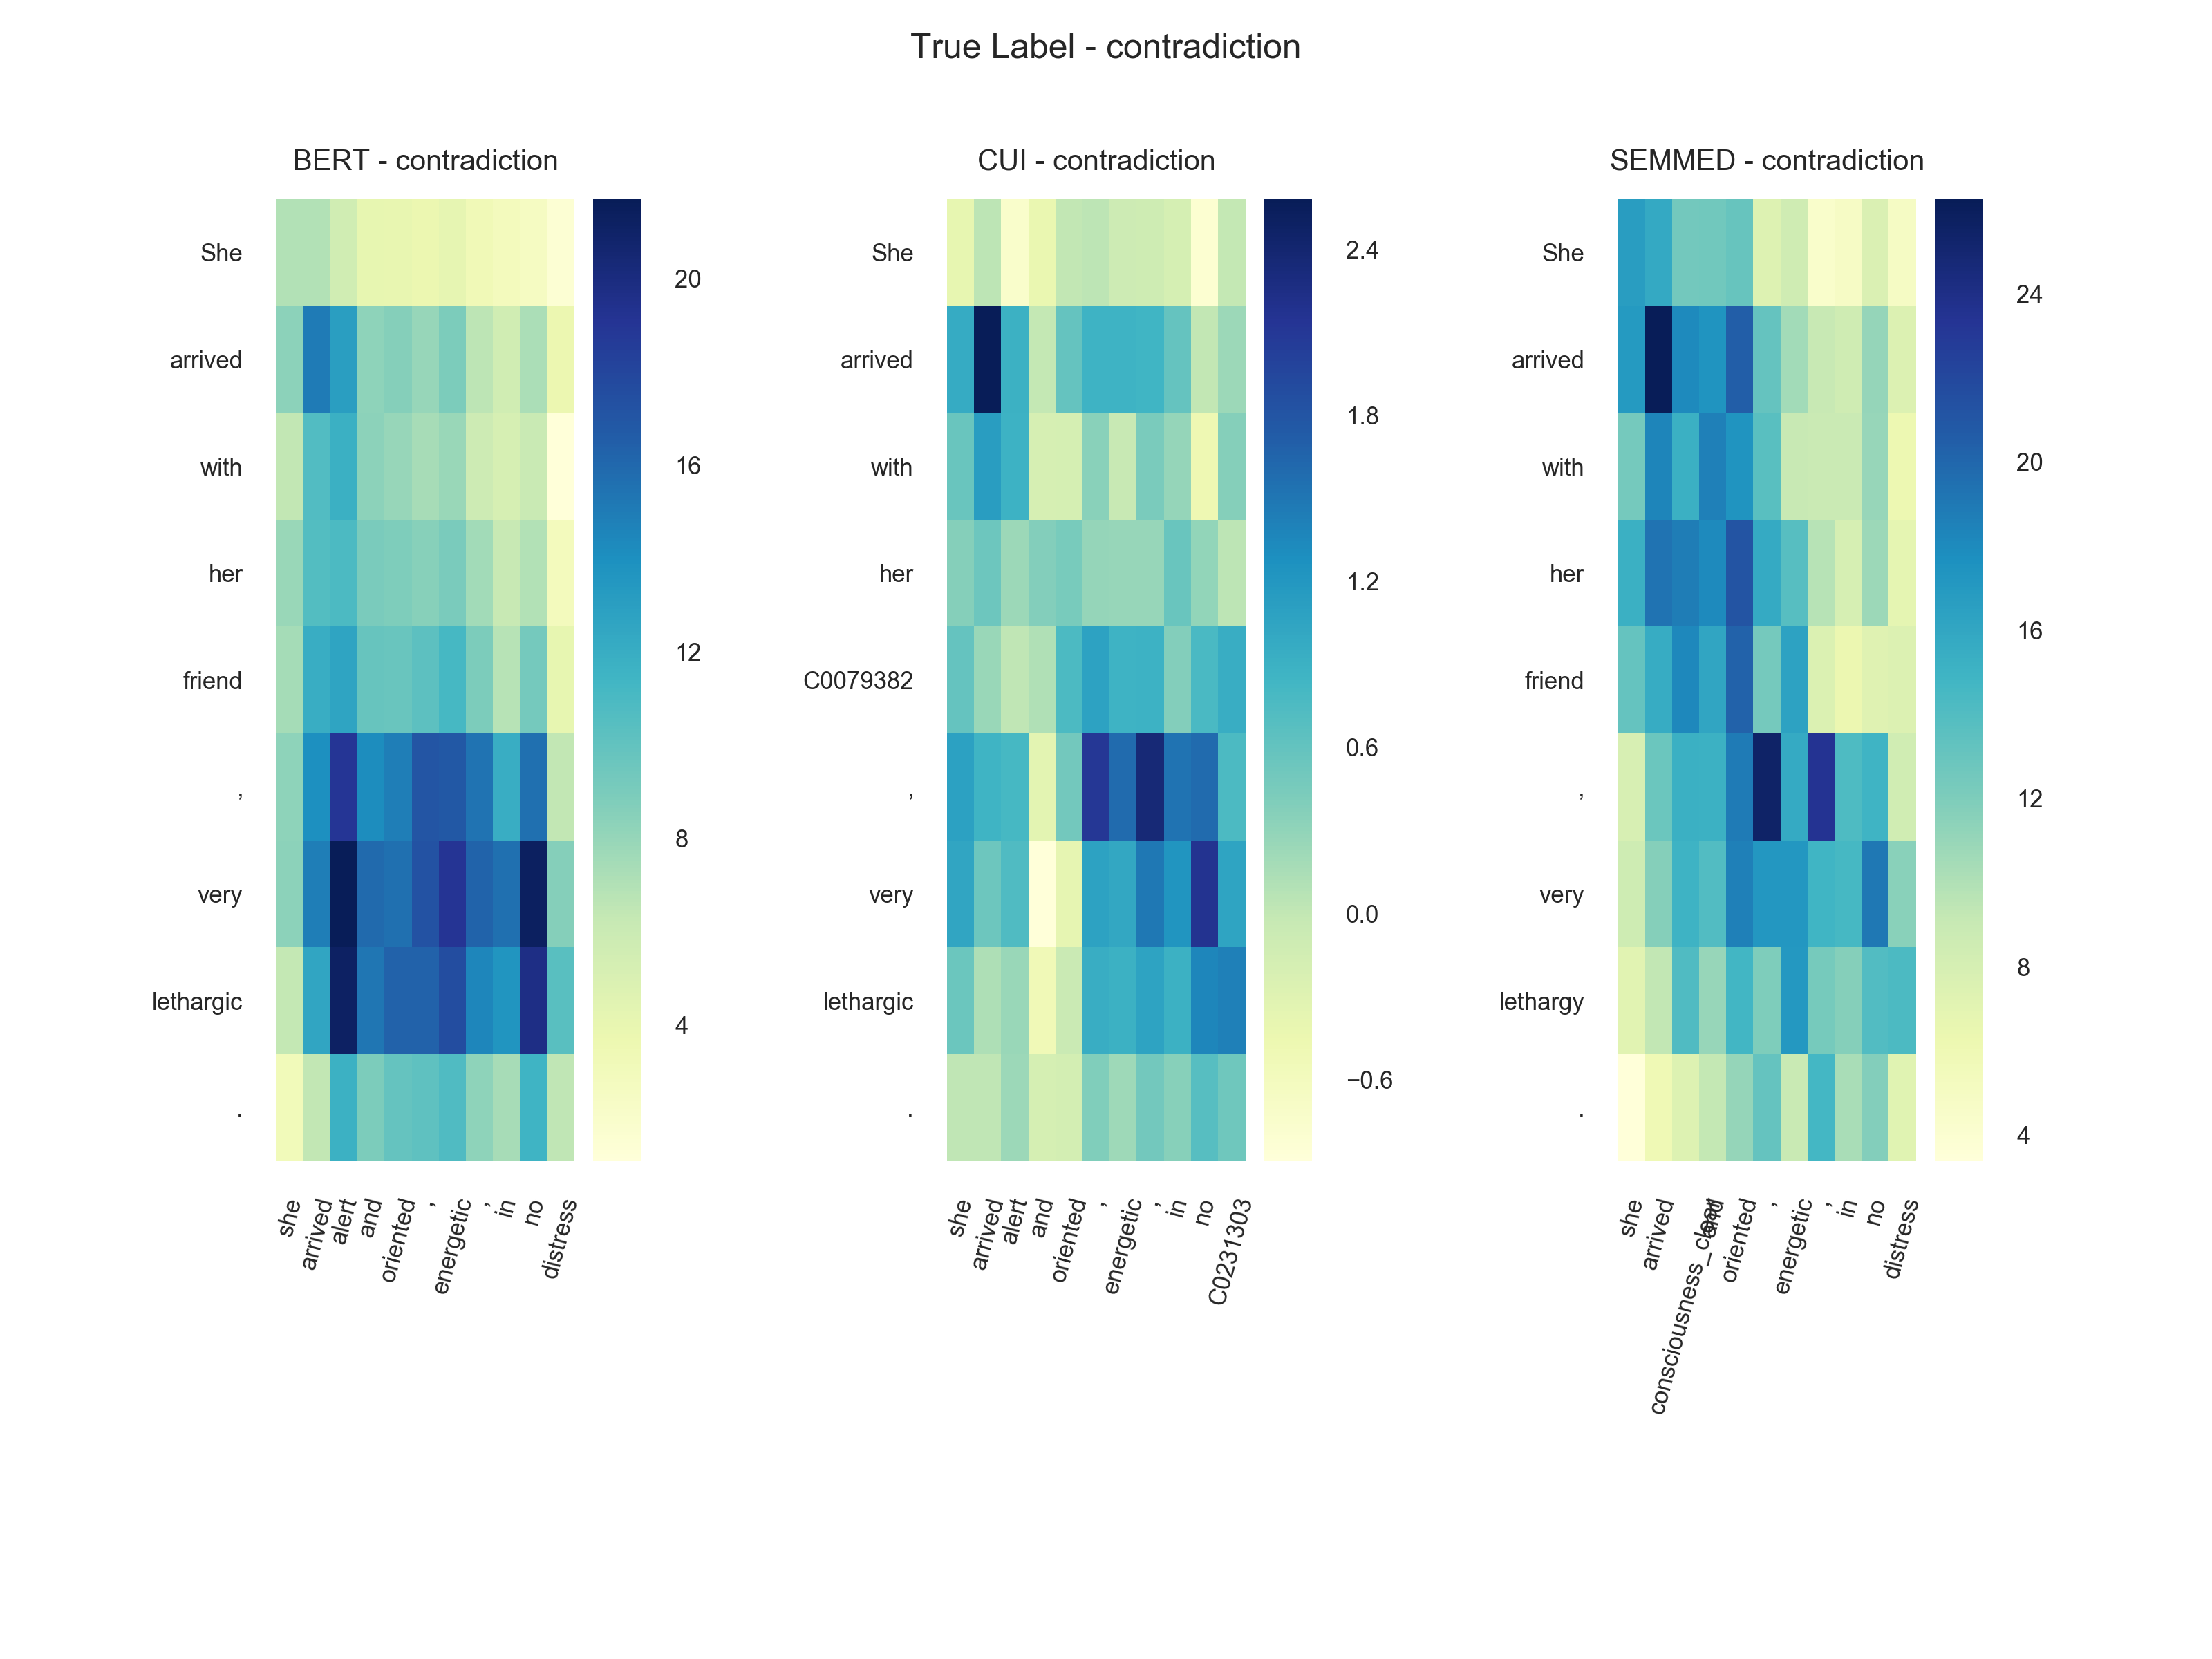 True Label - contradiction
BERT - contradiction
She
arrived
with
her
friend
,
very
lethargic
.
she
arrived
alert
and
oriented
,
energetic
,
in
no
distress
20
16
12
8
4
CUI - contradiction
She
arrived
with
her
C0079382
,
very
lethargic
.
she
arrived
alert
and
oriented
,
energetic
,
in
no
C0231303
2.4
1.8
1.2
0.6
0.0
−0.6
SEMMED - contradiction
She
arrived
with
her
friend
,
very
lethargy
.
she
arrived
consciousness_clear
and
oriented
,
energetic
,
in
no
distress
24
20
16
12
8
4